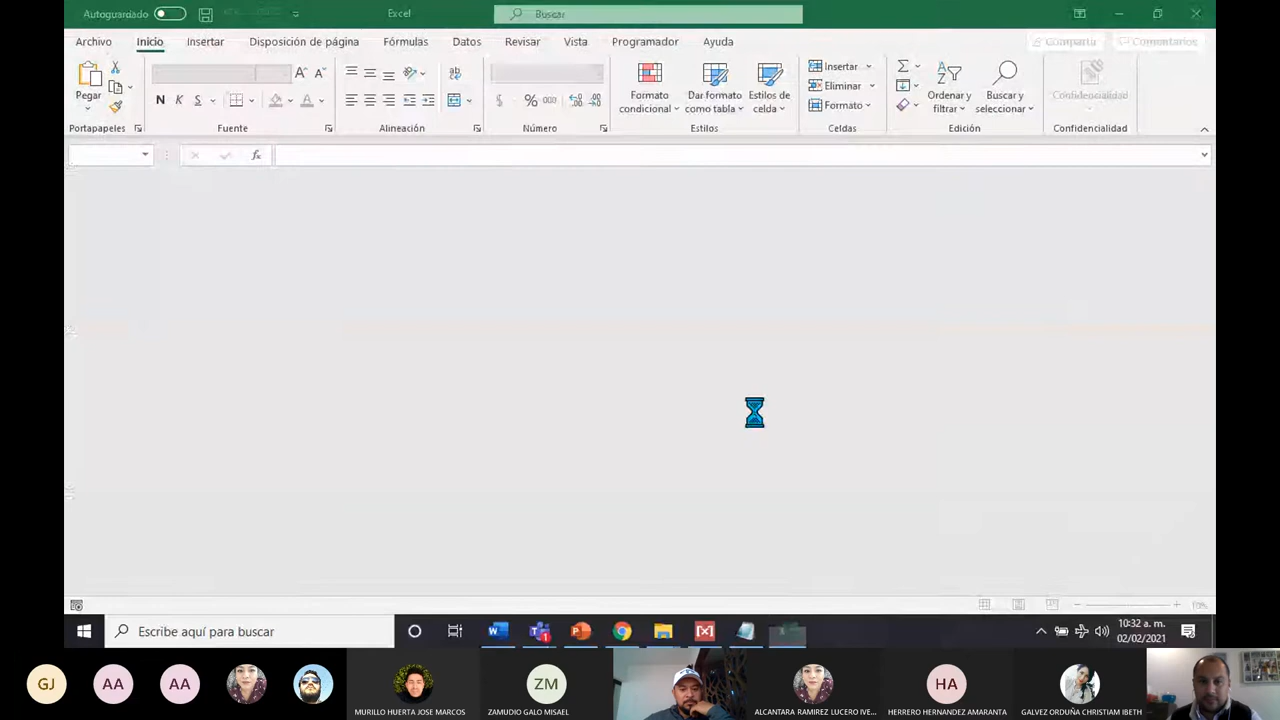 Autoguardado Excel Buscar
Archivo Inicio Insertar Disposición de página Fórmulas Datos Revisar Vista Programador Ayuda Compartir Comentarios
Pegar N K S $ % 000 Formato condicional Dar formato como tabla Estilos de celda Insertar Eliminar Formato Ordenar y filtrar Buscar y seleccionar Confidencialidad
Portapapeles Fuente Alineación Número Estilos Celdas Edición Confidencialidad
fx
Escribe aquí para buscar 10:32 a. m.
02/02/2021
GJ AA AA ZM HA
MURILLO HUERTA JOSE MARCOS ZAMUDIO GALO MISAEL ALCANTARA RAMIREZ LUCERO IVE... HERRERO HERNANDEZ AMARANTA GALVEZ ORDUÑA CHRISTIAM IBETH